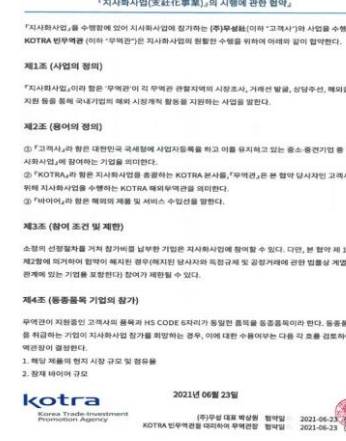 「지사화사업(支社化事業)」의 시행에 관한 협약」
『지사화사업』을 수행함에 있어 지사화사업에 참가하는 (주)무성社(이하 "고객사")와 사업을 수행
KOTRA 빈무역관 (이하 "무역관")은 지사화사업의 원활한 수행을 위하여 아래와 같이 협약한다.
제1조 (사업의 정의)
『지사화사업』이라 함은 '무역관'이 각 무역관 관할지역의 시장조사, 거래선 발굴, 상담주선, 해외출
지원 등을 통해 국내기업의 해외 시장개척 활동을 지원하는 사업을 말한다.
제2조 (용어의 정의)
① 『고객사』라 함은 대한민국 국세청에 사업자등록을 하고 이를 유지하고 있는 중소·중견기업 중
사화사업』에 참여하는 기업을 의미한다.
② 『KOTRA』라 함은 지사화사업을 총괄하는 KOTRA 본사를, 『무역관』은 본 협약 당사자인 고객사
위해 지사화사업을 수행하는 KOTRA 해외무역관을 의미한다.
③ 『바이어』라 함은 해외의 제품 및 서비스 수입선을 말한다.
제3조 (참여 조건 및 제한)
소정의 선정절차를 거쳐 참가비를 납부한 기업은 지사화사업에 참여할 수 있다. 다만, 본 협약 제 1
제2항에 의거하여 협약이 해지된 경우(해지된 당사자와 독점규제 및 공정거래에 관한 법률상 계열
관계에 있는 기업을 포함한다) 참여가 제한될 수 있다.
제4조 (동종품목 기업의 참가)
무역관이 지원중인 고객사의 품목과 HS CODE 6자리가 동일한 품목을 동종품목이라 한다. 동종품
을 취급하는 기업이 지사화사업 참가를 희망하는 경우, 이에 대한 수용여부는 다음 각 호를 검토하여
역관장이 결정한다.
1. 해당 제품의 현지 시장 규모 및 점유율
2. 잠재 바이어 규모
2021년 06월 23일
kotra
Korea Trade-Investment
Promotion Agency
(주)무성 대표 박상원 협약일 2021-06-23
KOTRA 빈무역관을 대리하여 무역관장 협약일 2021-06-23